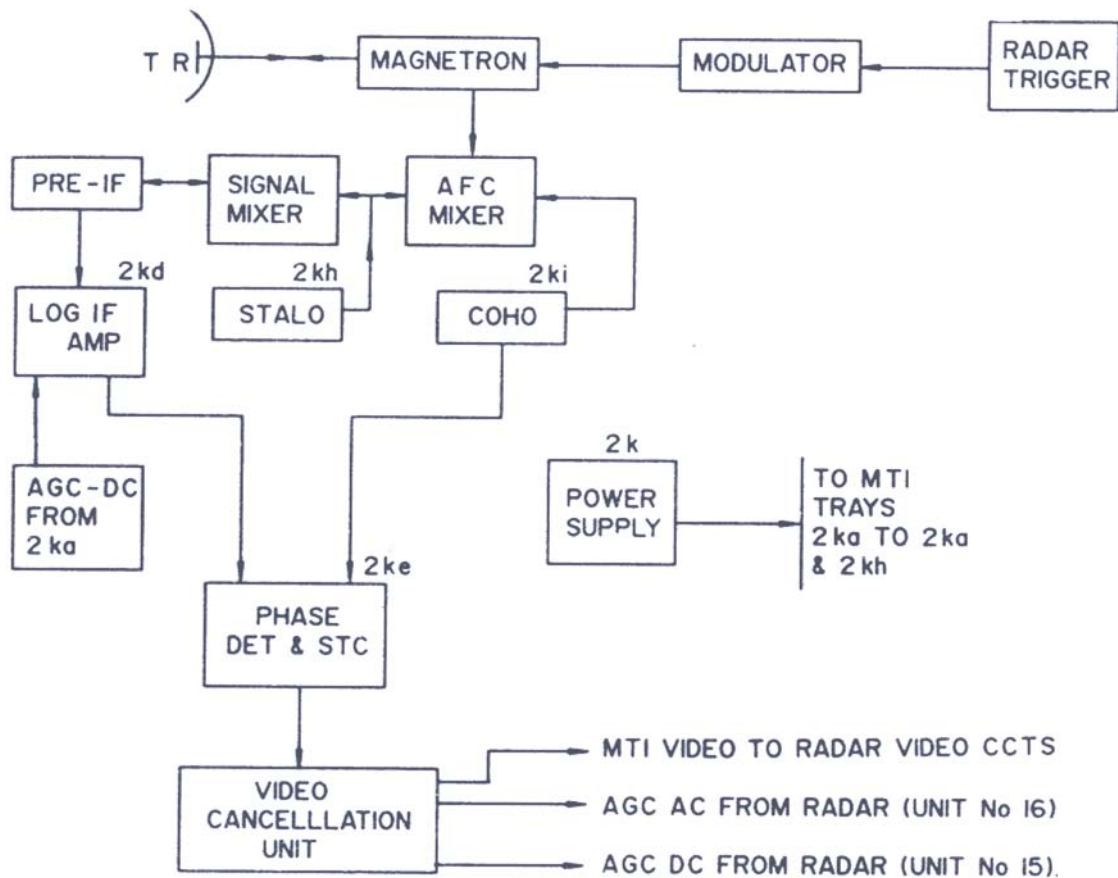 T R
MAGNETRON
MODULATOR
RADAR
TRIGGER
PRE-IF
SIGNAL
MIXER
AFC
MIXER
2kd
2kh
2ki
LOG IF
AMP
STALO
COHO
2k
AGC-DC
FROM
2ka
POWER
SUPPLY
TO MTI
TRAYS
2ka TO 2ka
& 2kh
2ke
PHASE
DET & STC
VIDEO
CANCELLLATION
UNIT
MTI VIDEO TO RADAR VIDEO CCTS
AGC AC FROM RADAR (UNIT No 16)
AGC DC FROM RADAR (UNIT No 15).